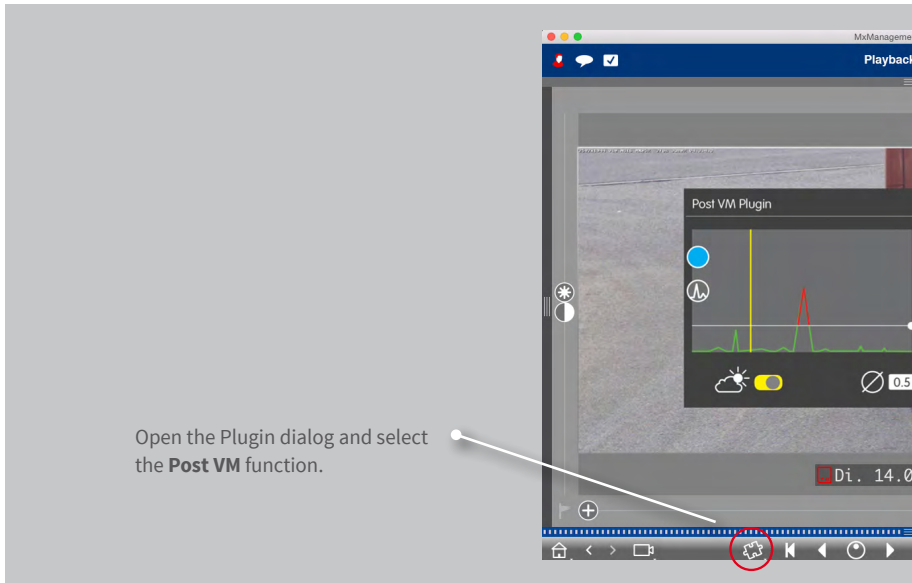 MxManageme
Playback
Post VM Plugin
0.5
Open the Plugin dialog and select
the Post VM function.
Di. 14.0